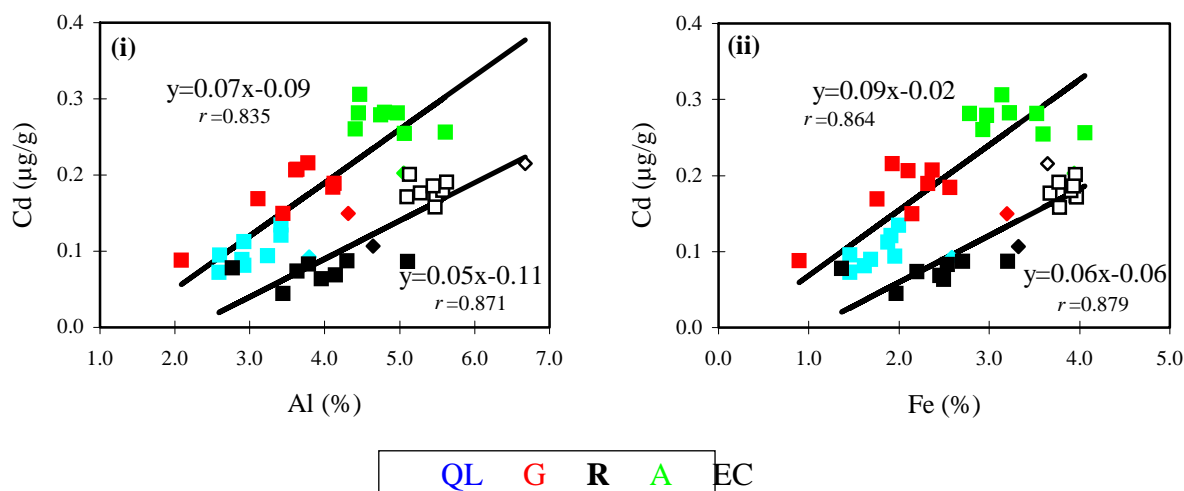 (i)
Cd (µg/g)
0.4
0.3
0.2
0.1
0.0
y=0.07x-0.09
r=0.835
y=0.05x-0.11
r=0.871
1.0 2.0 3.0 4.0 5.0 6.0 7.0
Al (%)
(ii)
Cd (µg/g)
0.4
0.3
0.2
0.1
0.0
y=0.09x-0.02
r=0.864
y=0.06x-0.06
r=0.879
0.0 1.0 2.0 3.0 4.0 5.0
Fe (%)
QL G R A EC